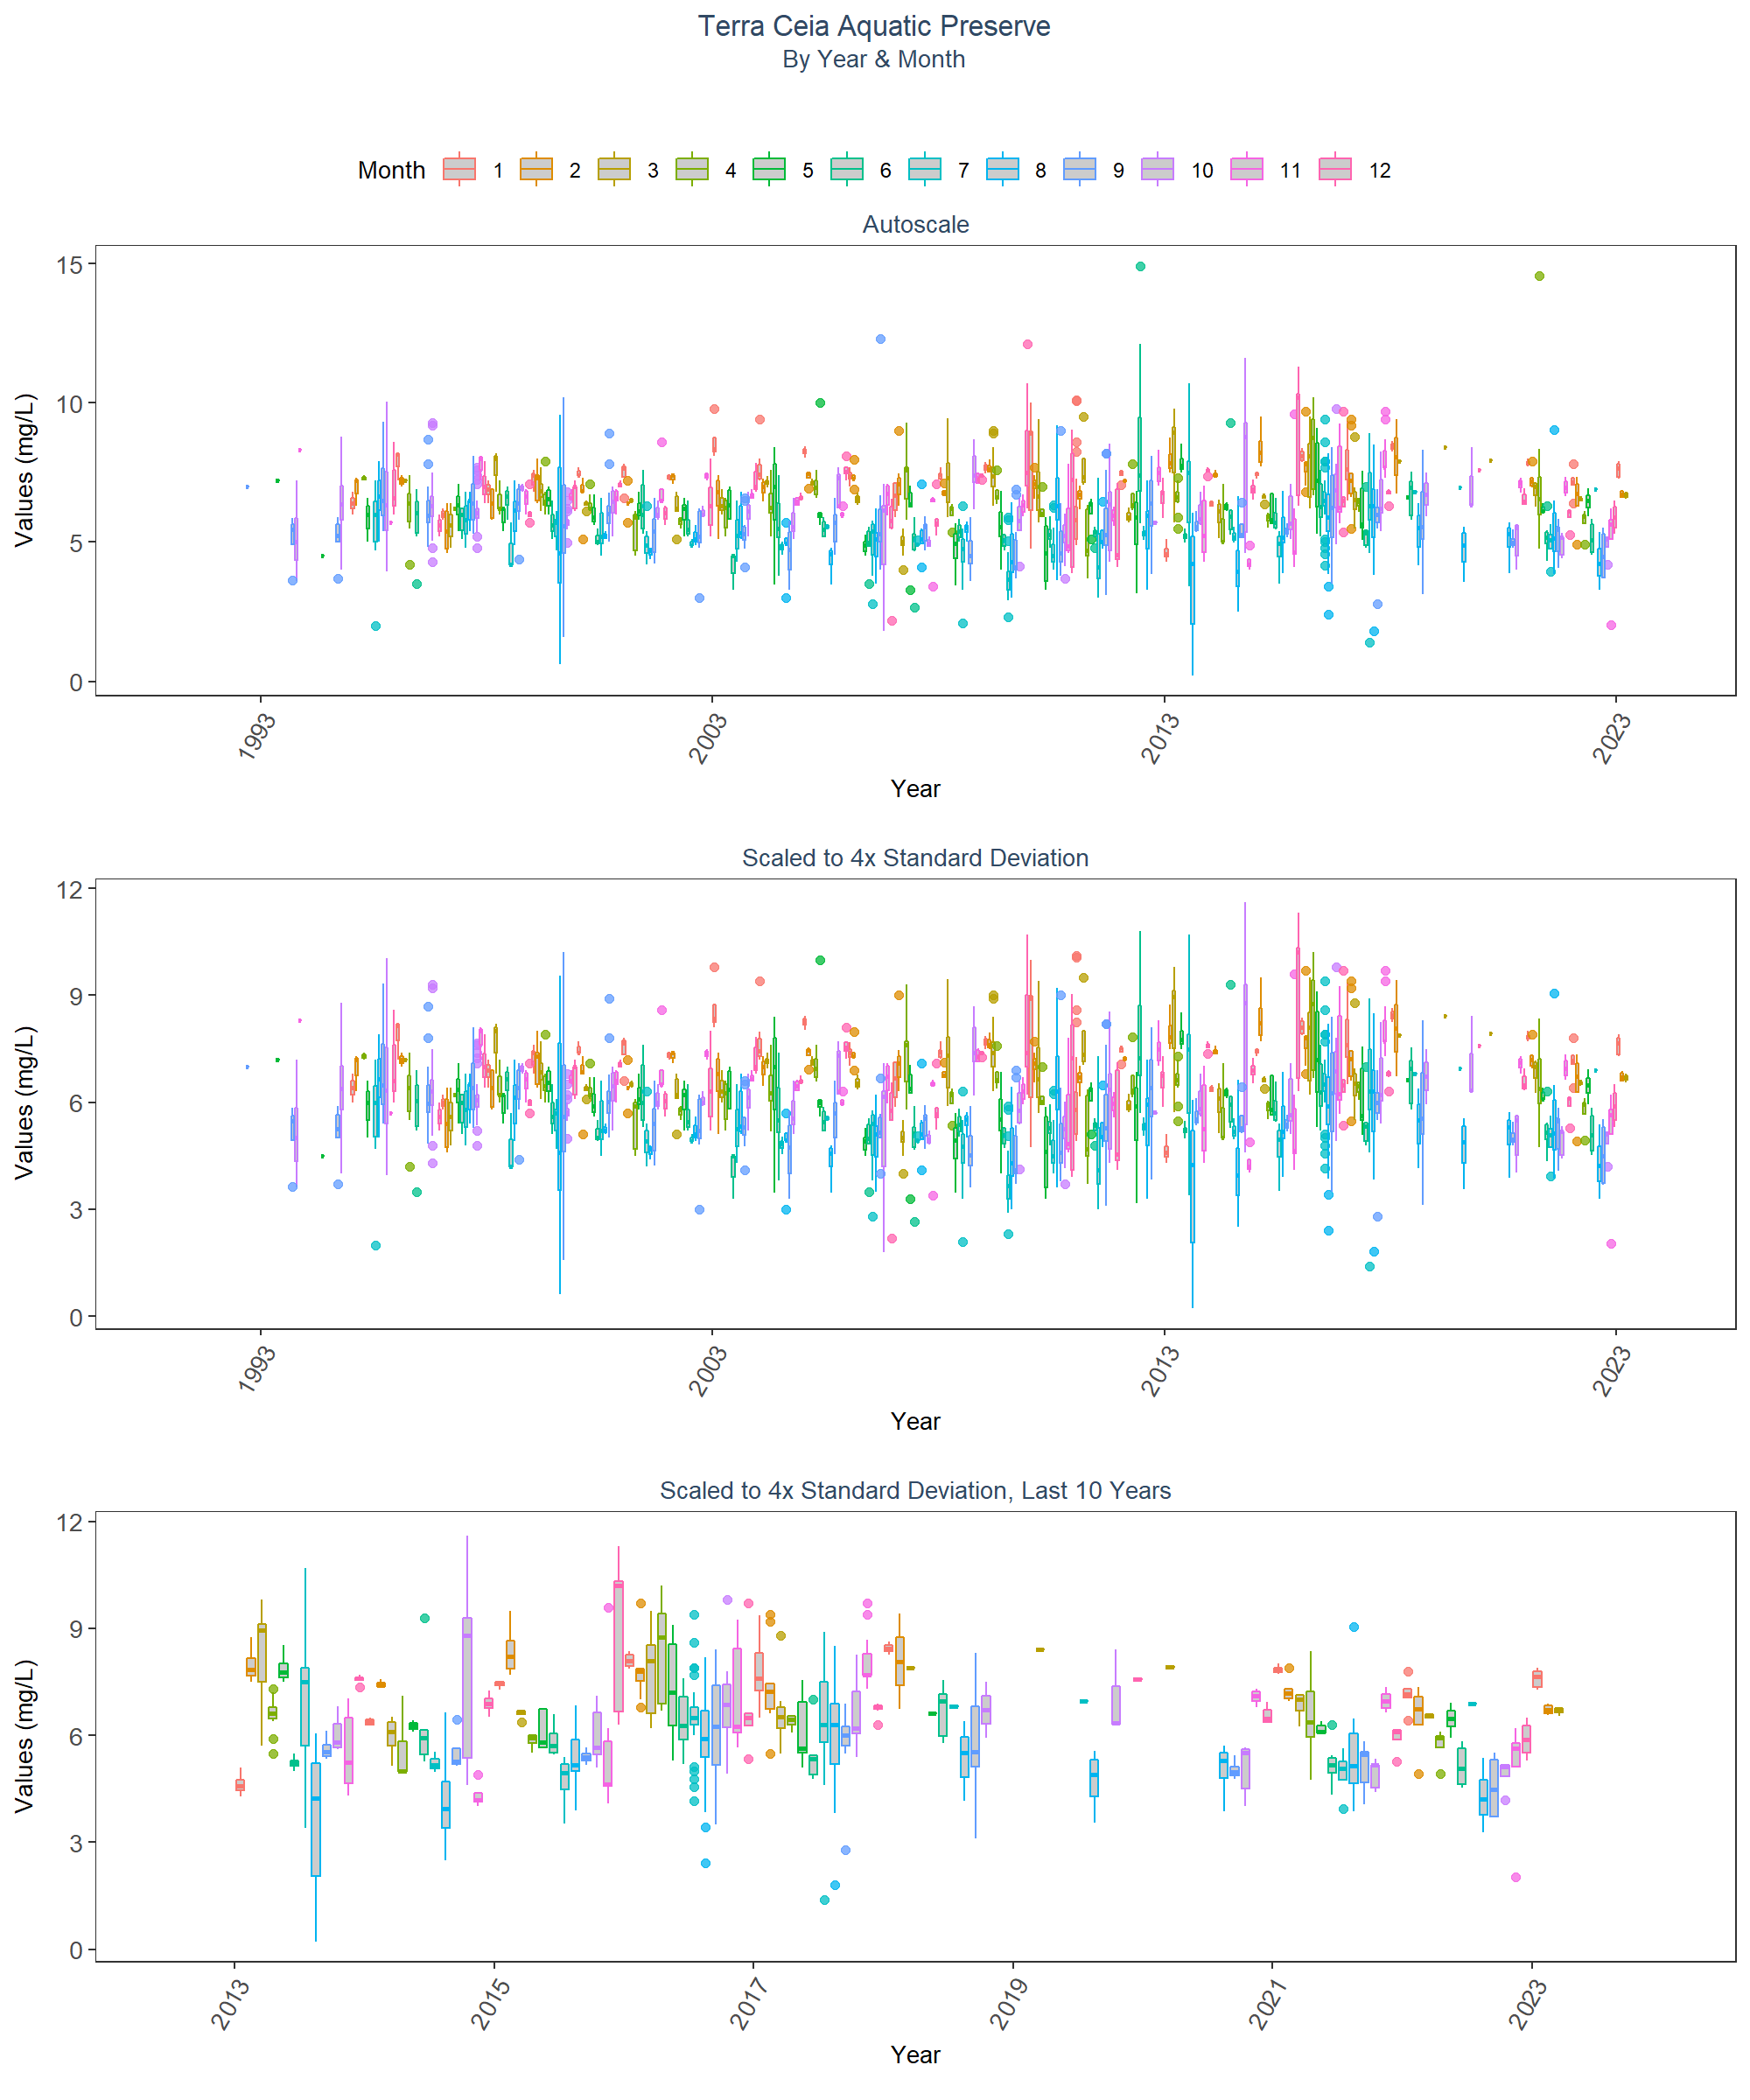 Terra Ceia Aquatic Preserve
By Year & Month
Month 1 2 3 4 5 6 7 8 9 10 11 12
Autoscale
Values (mg/L)
15
10
5
0
1993 2003 2013 2023
Year
Scaled to 4x Standard Deviation
Values (mg/L)
12
9
6
3
0
1993 2003 2013 2023
Year
Scaled to 4x Standard Deviation, Last 10 Years
Values (mg/L)
12
9
6
3
0
2013 2015 2017 2019 2021 2023
Year